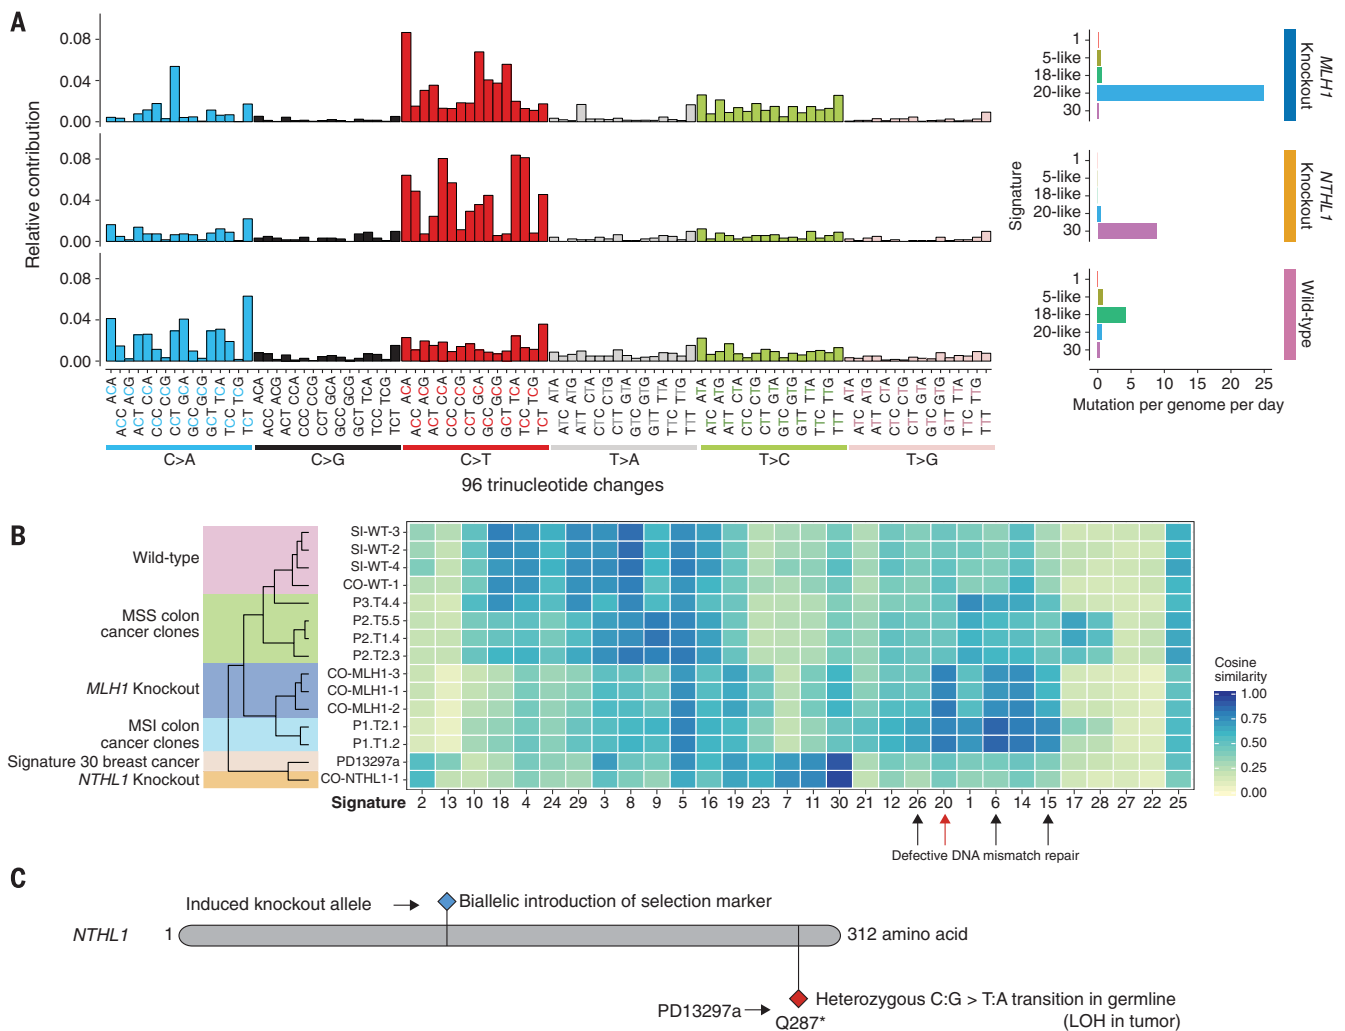 A
Relative contribution
0.08
0.04
0.00
0.08
0.04
0.00
0.08
0.04
0.00
ACA ACG CCA CCG GCA GCG TCA TCG
ACC ACT CCC CCT GCC GCT TCC TCT
ACA ACG CCA CCG GCA GCG TCA TCG
ACC ACT CCC CCT GCC GCT TCC TCT
ACA ACG CCA CCG GCA GCG TCA TCG
ACC ACT CCC CCT GCC GCT TCC TCT
ATA ATG CTA CTG GTA GTG TTA TTG
ATC ATT CTC CTT GTC GTT TTC TTT
ATA ATG CTA CTG GTA GTG TTA TTG
ATC ATT CTC CTT GTC GTT TTC TTT
ATA ATG CTA CTG GTA GTG TTA TTG
ATC ATT CTC CTT GTC GTT TTC TTT
C>A
C>G
C>T
T>A
T>C
T>G
96 trinucleotide changes
Signature
1
5-like
18-like
20-like
30
MLH1
Knockout
1
5-like
18-like
20-like
30
NTHL1
Knockout
1
5-like
18-like
20-like
30
Wild-type
0 5 10 15 20 25
Mutation per genome per day
B
Wild-type
MSS colon
cancer clones
MLH1 Knockout
MSI colon
cancer clones
Signature 30 breast cancer
NTHL1 Knockout
SI-WT-3
SI-WT-2
SI-WT-4
CO-WT-1
P3.T4.4
P2.T5.5
P2.T1.4
P2.T2.3
CO-MLH1-3
CO-MLH1-1
CO-MLH1-2
P1.T2.1
P1.T1.2
PD13297a
CO-NTHL1-1
Signature 2 13 10 18 4 24 29 3 8 9 5 16 19 23 7 11 30 21 12 26 20 1 6 14 15 17 28 27 22 25
Defective DNA mismatch repair
Cosine
similarity
1.00
0.75
0.50
0.25
0.00
C
Induced knockout allele
Biallelic introduction of selection marker
NTHL1
1
312 amino acid
PD13297a
Q287*
Heterozygous C:G > T:A transition in germline
(LOH in tumor)